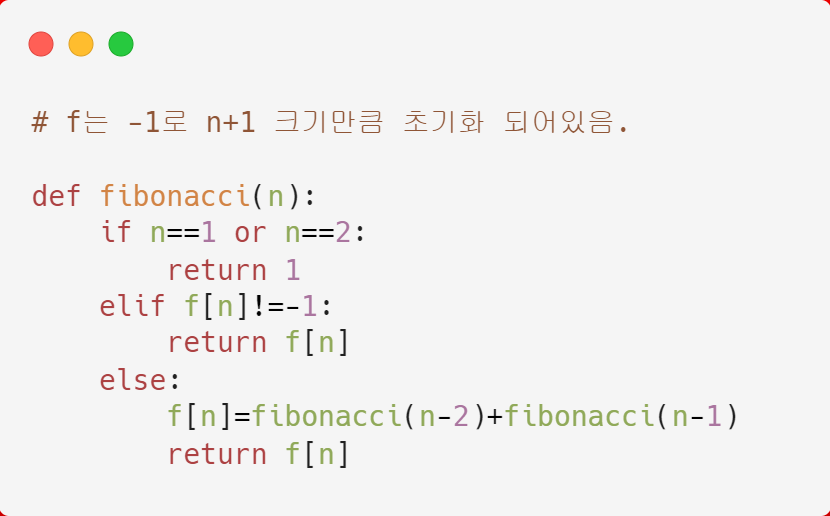 # f는 -1로 n+1 크기만큼 초기화 되어있음.
def fibonacci(n):
    if n==1 or n==2:
        return 1
    elif f[n]!=-1:
        return f[n]
    else:
        f[n]=fibonacci(n-2)+fibonacci(n-1)
        return f[n]